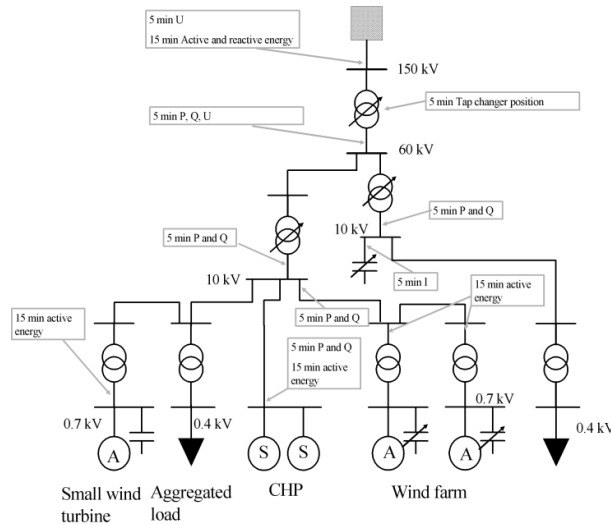 5 min U
15 min Active and reactive energy
150 kV
5 min Tap changer position
5 min P, Q, U
60 kV
5 min P and Q
10 kV
5 min P and Q
5 min I
10 kV
15 min active
energy
5 min P and Q
15 min active
energy
5 min P and Q
15 min active
energy
0.7 kV
0.7 kV
0.4 kV
0.4 kV
A
S
S
A
A
Small wind
turbine
Aggregated
load
CHP
Wind farm